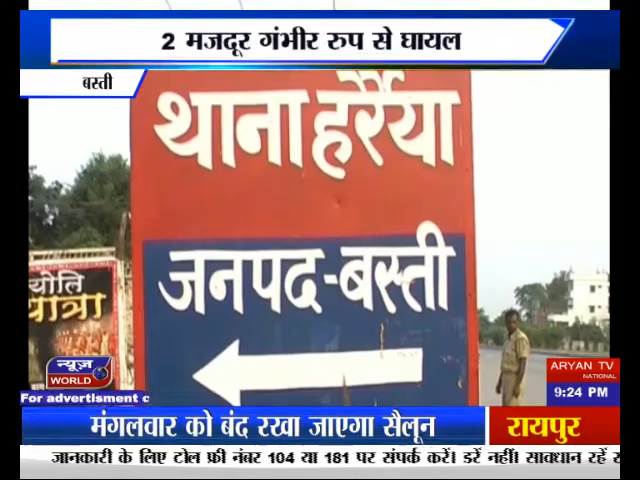 2 मजदूर गंभीर रुप से घायल
बस्ती
थाना हर्रैया
जनपद-बस्ती
योति
यात्रा
न्यूज़
WORLD
For advertisment c
ARYAN TV
NATIONAL
9:24 PM
मंगलवार को बंद रखा जाएगा सैलून
रायपुर
जानकारी के लिए टोल फ्री नंबर 104 या 181 पर संपर्क करें। डरें नहीं। सावधान रहें